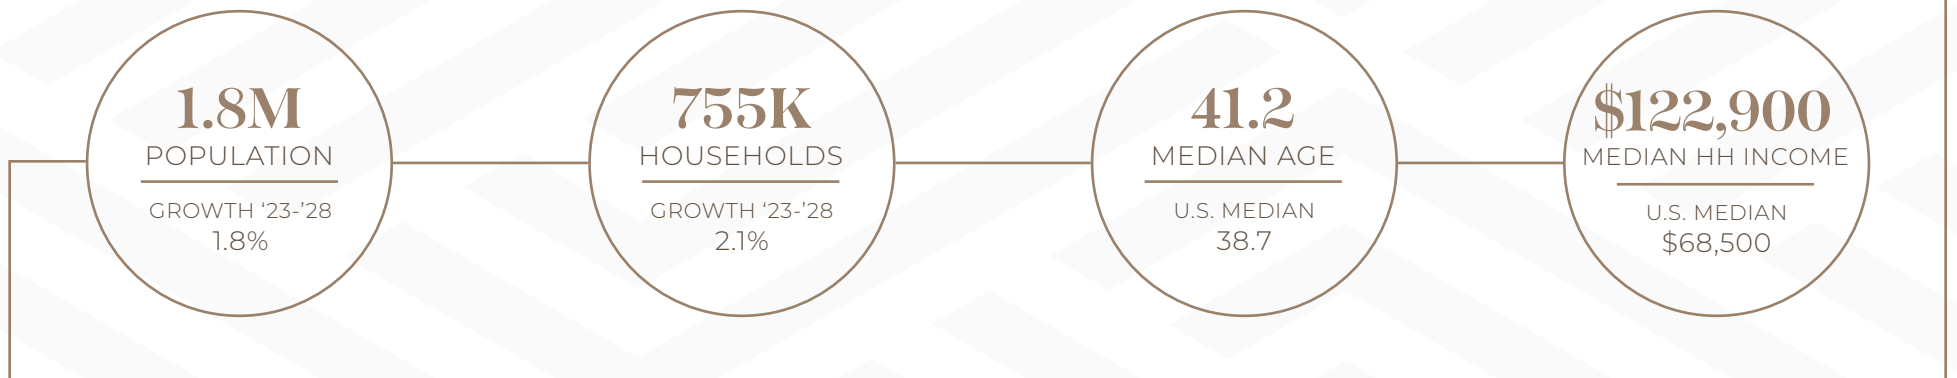 1.8M
POPULATION
GROWTH ‘23-’28
1.8%
755K
HOUSEHOLDS
GROWTH ‘23-’28
2.1%
41.2
MEDIAN AGE
U.S. MEDIAN
38.7
$122,900
MEDIAN HH INCOME
U.S. MEDIAN
$68,500